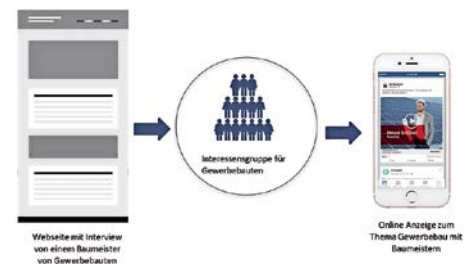 Webseite mit Interview
von einem Baumeister
von Gewerbebauten
Interessensgruppe für
Gewerbebauten
Online Anzeige zum
Thema Gewerbebau mit
Baumeistern